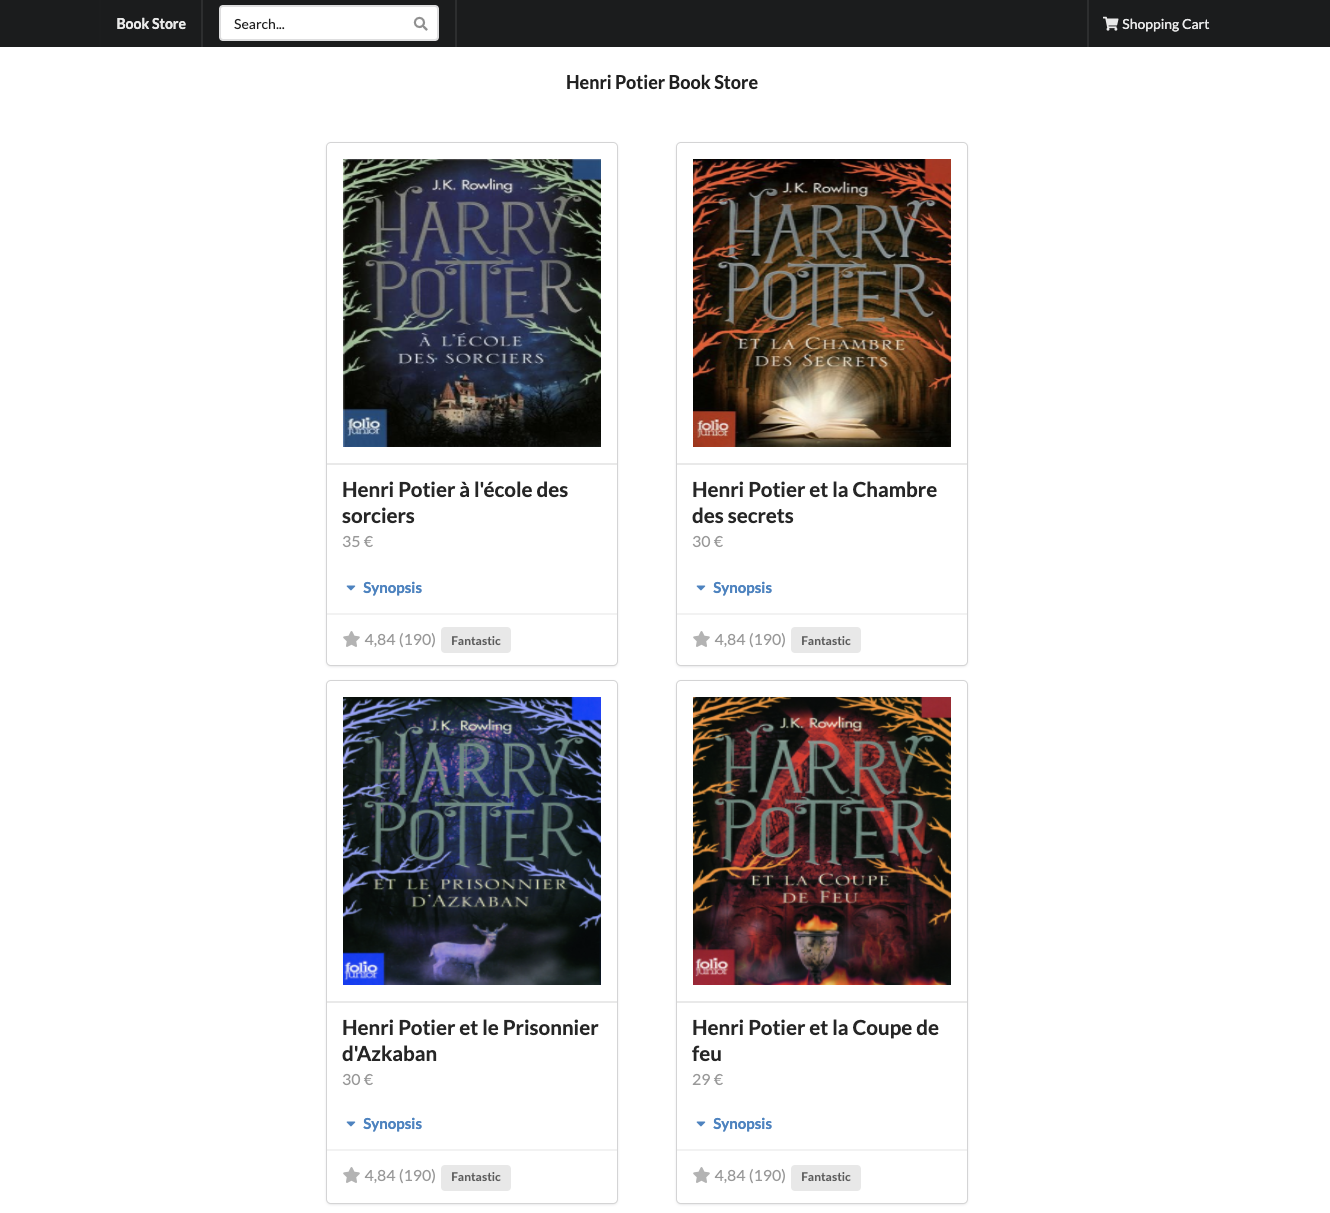 Book Store
Search...
Shopping Cart
Henri Potier Book Store
J.K. Rowling
HARRY
POTTER
À L'ÉCOLE
DES SORCIERS
folio
junior
Henri Potier à l'école des
sorciers
35 €
Synopsis
4,84 (190) Fantastic
J.K. Rowling
HARRY
POTTER
ET LA CHAMBRE
DES SECRETS
folio
junior
Henri Potier et la Chambre
des secrets
30 €
Synopsis
4,84 (190) Fantastic
J.K. Rowling
HARRY
POTTER
ET LE PRISONNIER
D'AZKABAN
folio
junior
Henri Potier et le Prisonnier
d'Azkaban
30 €
Synopsis
4,84 (190) Fantastic
J.K. Rowling
HARRY
POTTER
ET LA COUPE
DE FEU
folio
junior
Henri Potier et la Coupe de
feu
29 €
Synopsis
4,84 (190) Fantastic